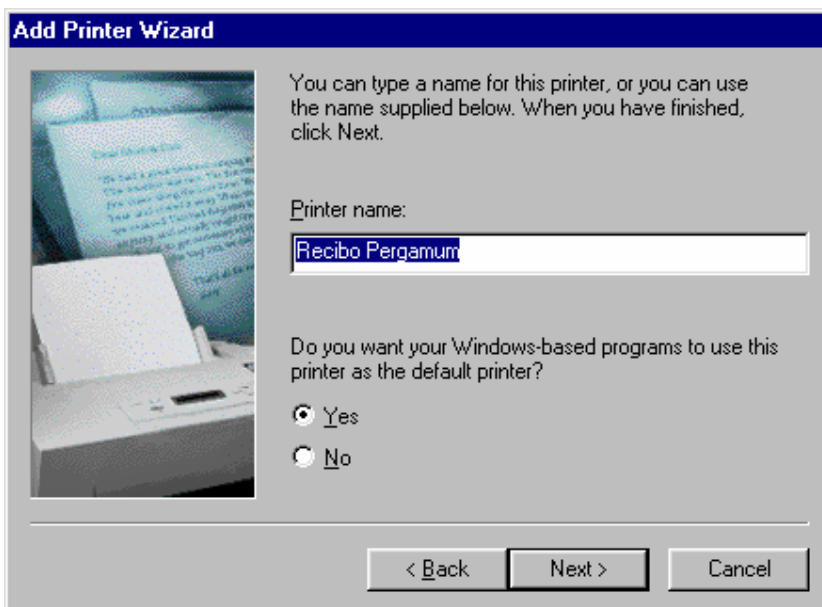 Add Printer Wizard
You can type a name for this printer, or you can use
the name supplied below. When you have finished,
click Next.
Printer name:
Recibo Pergamum
Do you want your Windows-based programs to use this
printer as the default printer?
Yes
No
< Back
Next >
Cancel